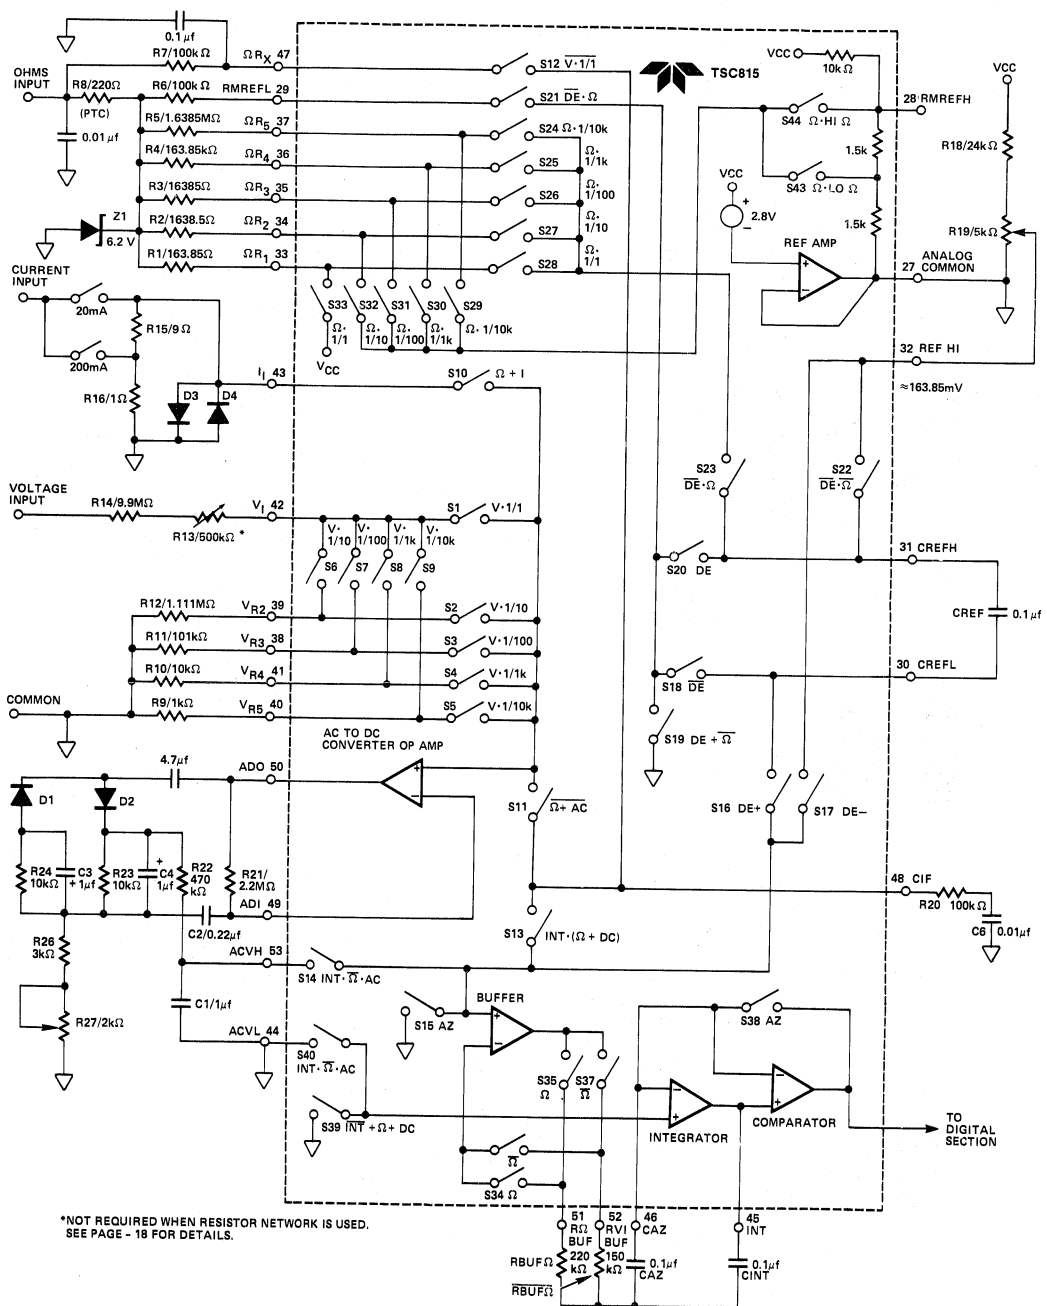 0.1µf
R7/100kΩ
ΩRX 47
S12 V·1/1
VCC
10kΩ
TSC815
VCC
OHMS
INPUT
R8/220Ω
(PTC)
R6/100kΩ
RMREFL 29
S21 DE·Ω
S44 Ω·HI Ω
28 RMREFH
0.01µf
R5/1.6385MΩ
ΩR5 37
S24 Ω·1/10k
1.5k
R18/24kΩ
R4/163.85kΩ
ΩR4 36
S25
Ω·
1/1k
S43 Ω·LO Ω
R3/16385Ω
ΩR3 35
S26
Ω·
1/100
VCC
+
2.8V
–
1.5k
Z1
6.2 V
R2/1638.5Ω
ΩR2 34
S27
Ω·
1/10
REF AMP
R19/5kΩ
R1/163.85Ω
ΩR1 33
S28
Ω·
1/1
+
–
27 ANALOG
COMMON
CURRENT
INPUT
20mA
R15/9Ω
200mA
R16/1Ω
S33
Ω·
1/1
S32
Ω·
1/10
S31
Ω·
1/100
S30
Ω·
1/1k
S29
Ω·1/10k
VCC
32 REF HI
≈163.85mV
II 43
S10
Ω + I
D3
D4
S23
DE·Ω
S22
DE·Ω
VOLTAGE
INPUT
R14/9.9MΩ
R13/500kΩ *
VI 42
V·
1/10
V·
1/100
V·
1/1k
V·
1/10k
S1
V·1/1
S6
S7
S8
S9
S20 DE
31 CREFH
CREF
0.1µf
R12/1.111MΩ
VR2 39
S2
V·1/10
R11/101kΩ
VR3 38
S3
V·1/100
R10/10kΩ
VR4 41
S4
V·1/1k
S18 DE
30 CREFL
COMMON
R9/1kΩ
VR5 40
S5
V·1/10k
S19 DE + Ω
AC TO DC
CONVERTER OP AMP
4.7µf
ADO 50
+
–
D1
D2
S11
Ω+ AC
S16 DE+
S17 DE–
R24
10kΩ
C3
+ 1µf
R23
10kΩ
+
C4
1µf
R22
470
kΩ
R21/
2.2MΩ
ADI 49
48 CIF
R20 100kΩ
C6
0.01µf
C2/0.22µf
S13
INT·(Ω + DC)
R26
3kΩ
ACVH 53
S14 INT·Ω·AC
C1/1µf
S15 AZ
BUFFER
+
–
S38 AZ
R27/2kΩ
ACVL 44
S40
INT·Ω·AC
S35
Ω
S37
Ω
–
+
INTEGRATOR
–
+
COMPARATOR
S39 INT + Ω + DC
TO
DIGITAL
SECTION
Ω
S34 Ω
*NOT REQUIRED WHEN RESISTOR NETWORK IS USED.
SEE PAGE – 18 FOR DETAILS.
51
RΩ
BUF
52
RVI
BUF
46
CAZ
45
INT
RBUFΩ
220
kΩ
150
kΩ
RBUFΩ
0.1µf
CAZ
0.1µf
CINT